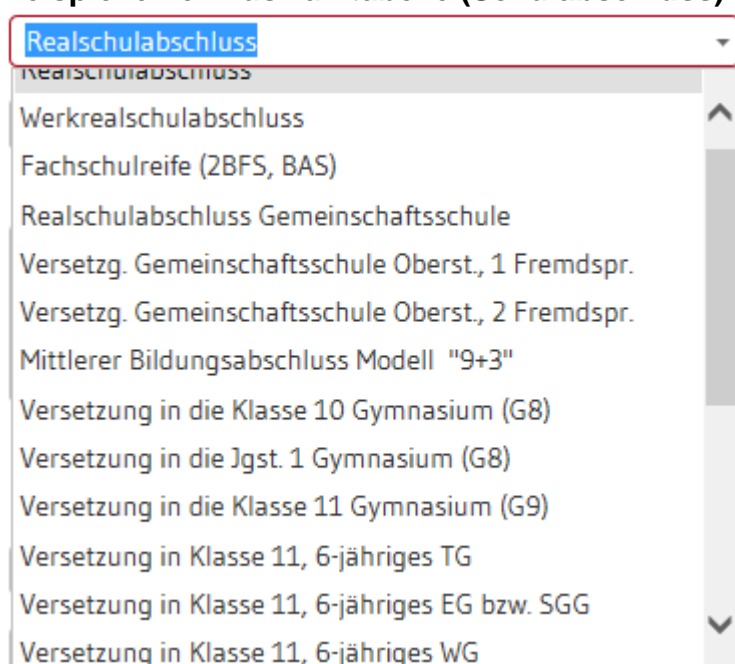 (Schulabschluss)
Realschulabschluss
Realschulabschluss
Werkrealschulabschluss
Fachschulreife (2BFS, BAS)
Realschulabschluss Gemeinschaftsschule
Versetzg. Gemeinschaftsschule Oberst., 1 Fremdspr.
Versetzg. Gemeinschaftsschule Oberst., 2 Fremdspr.
Mittlerer Bildungsabschluss Modell  "9+3"
Versetzung in die Klasse 10 Gymnasium (G8)
Versetzung in die Jgst. 1 Gymnasium (G8)
Versetzung in die Klasse 11 Gymnasium (G9)
Versetzung in Klasse 11, 6-jähriges TG
Versetzung in Klasse 11, 6-jähriges EG bzw. SGG
Versetzung in Klasse 11, 6-jähriges WG